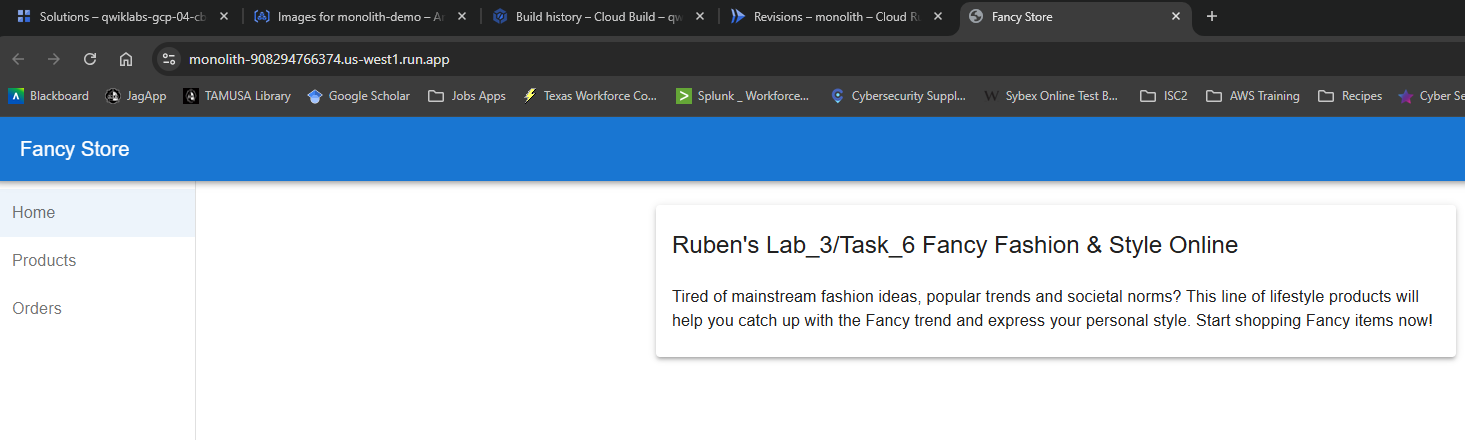 Solutions – qwiklabs-gcp-04-cb
Images for monolith-demo – Ar
Build history – Cloud Build – qw
Revisions – monolith – Cloud Ru
Fancy Store
monolith-908294766374.us-west1.run.app
Blackboard
JagApp
TAMUSA Library
Google Scholar
Jobs Apps
Texas Workforce Co...
Splunk _ Workforce...
Cybersecurity Suppl...
Sybex Online Test B...
ISC2
AWS Training
Recipes
Cyber Se
Fancy Store
Home
Products
Orders
Ruben's Lab_3/Task_6 Fancy Fashion & Style Online
Tired of mainstream fashion ideas, popular trends and societal norms? This line of lifestyle products will
help you catch up with the Fancy trend and express your personal style. Start shopping Fancy items now!